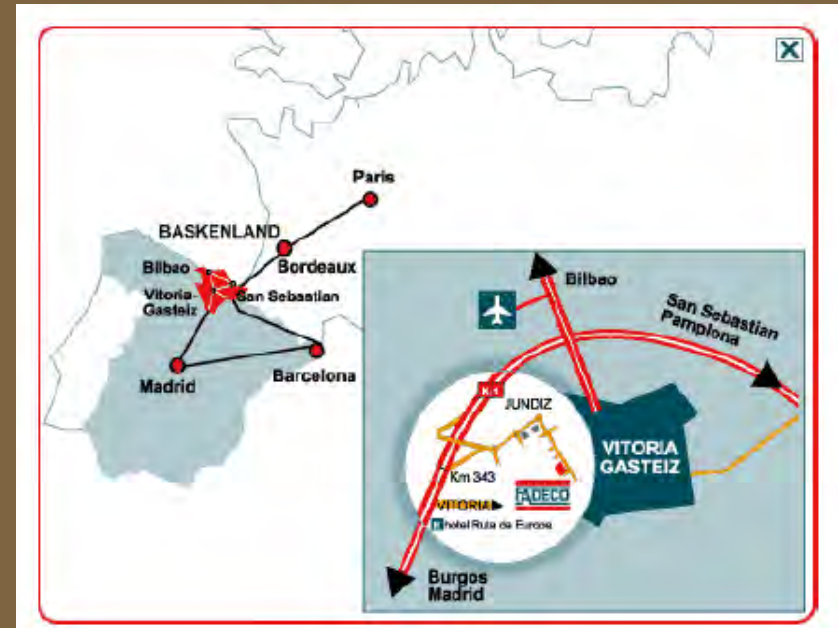 Paris
BASKENLAND
Bordeaux
Bilbao
Vitoria-
Gasteiz
San Sebastian
Madrid
Barcelona
Bilbao
San Sebastian
Pamplona
N-1
JUNDIZ
VITORIA
GASTEIZ
Km 343
FADECO
VITORIA
hotel Ruta de Europa
Burgos
Madrid